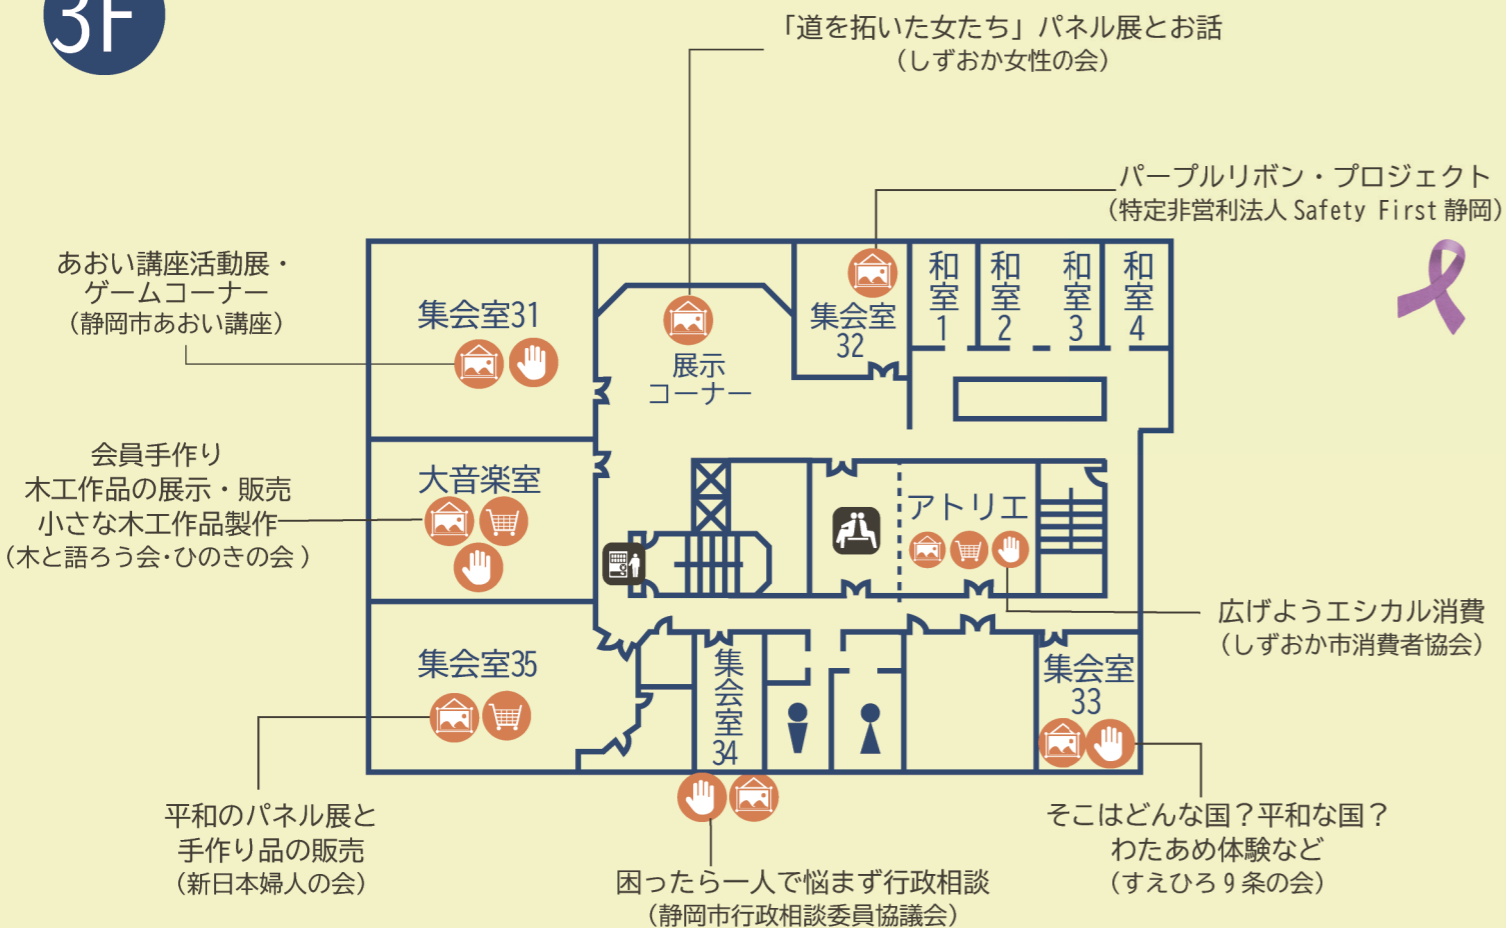 3F
「道を拓いた女たち」パネル展とお話
(しずおか女性の会)
パープルリボン・プロジェクト
(特定非営利法人 Safety First 静岡)
あおい講座活動展・
ゲームコーナー
(静岡市あおい講座)
集会室31
展示
コーナー
集会室
32
和室1
和室2
和室3
和室4
会員手作り
木工作品の展示・販売
小さな木工作品製作
(木と語ろう会・ひのきの会)
大音楽室
アトリエ
広げようエシカル消費
(しずおか市消費者協会)
集会室35
集会室34
集会室
33
平和のパネル展と
手作り品の販売
(新日本婦人の会)
困ったら一人で悩まず行政相談
(静岡市行政相談委員協議会)
そこはどんな国？平和な国？
わたあめ体験など
(すえひろ９条の会)